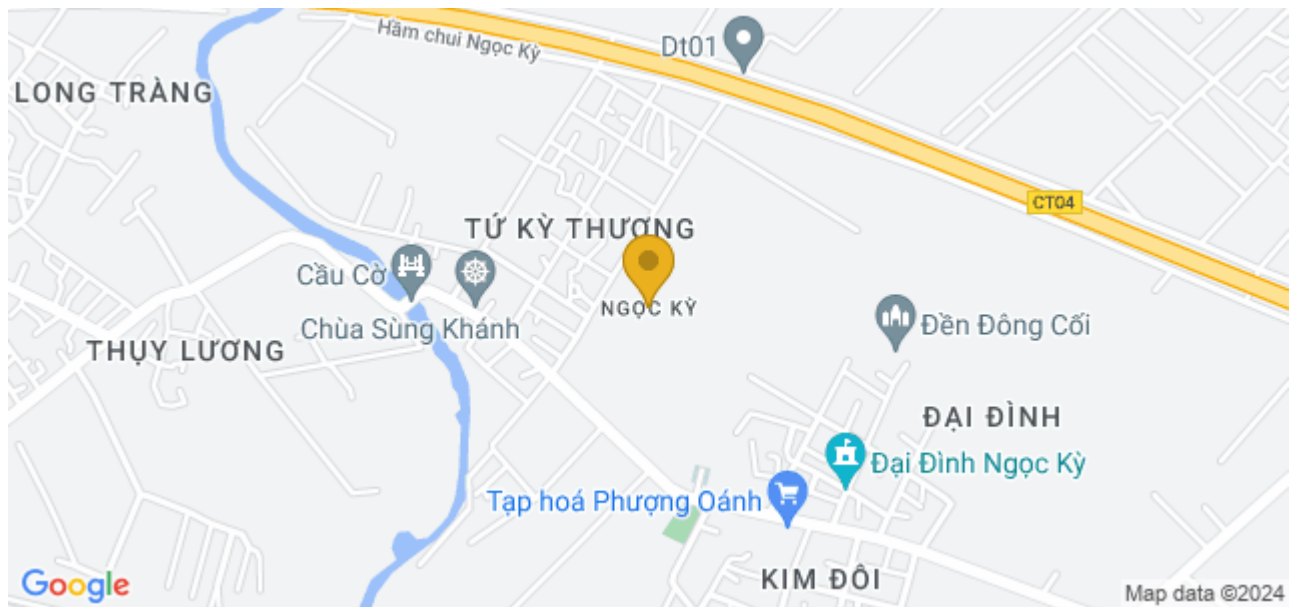 Hầm chui Ngọc Kỳ
Dt01
LONG TRÀNG
CT04
TỨ KỲ THƯỢNG
Cầu Cờ
NGỌC KỲ
Chùa Sùng Khánh
Đền Đông Cối
THỤY LƯƠNG
ĐẠI ĐÌNH
Đại Đình Ngọc Kỳ
Tạp hoá Phượng Oánh
KIM ĐÔI
Google
Map data ©2024